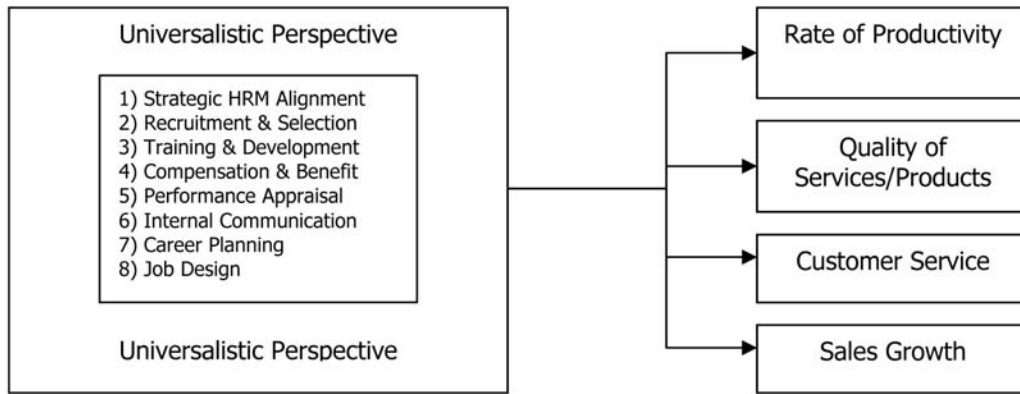 Universalistic Perspective
1) Strategic HRM Alignment
2) Recruitment & Selection
3) Training & Development
4) Compensation & Benefit
5) Performance Appraisal
6) Internal Communication
7) Career Planning
8) Job Design
Universalistic Perspective
Rate of Productivity
Quality of
Services/Products
Customer Service
Sales Growth